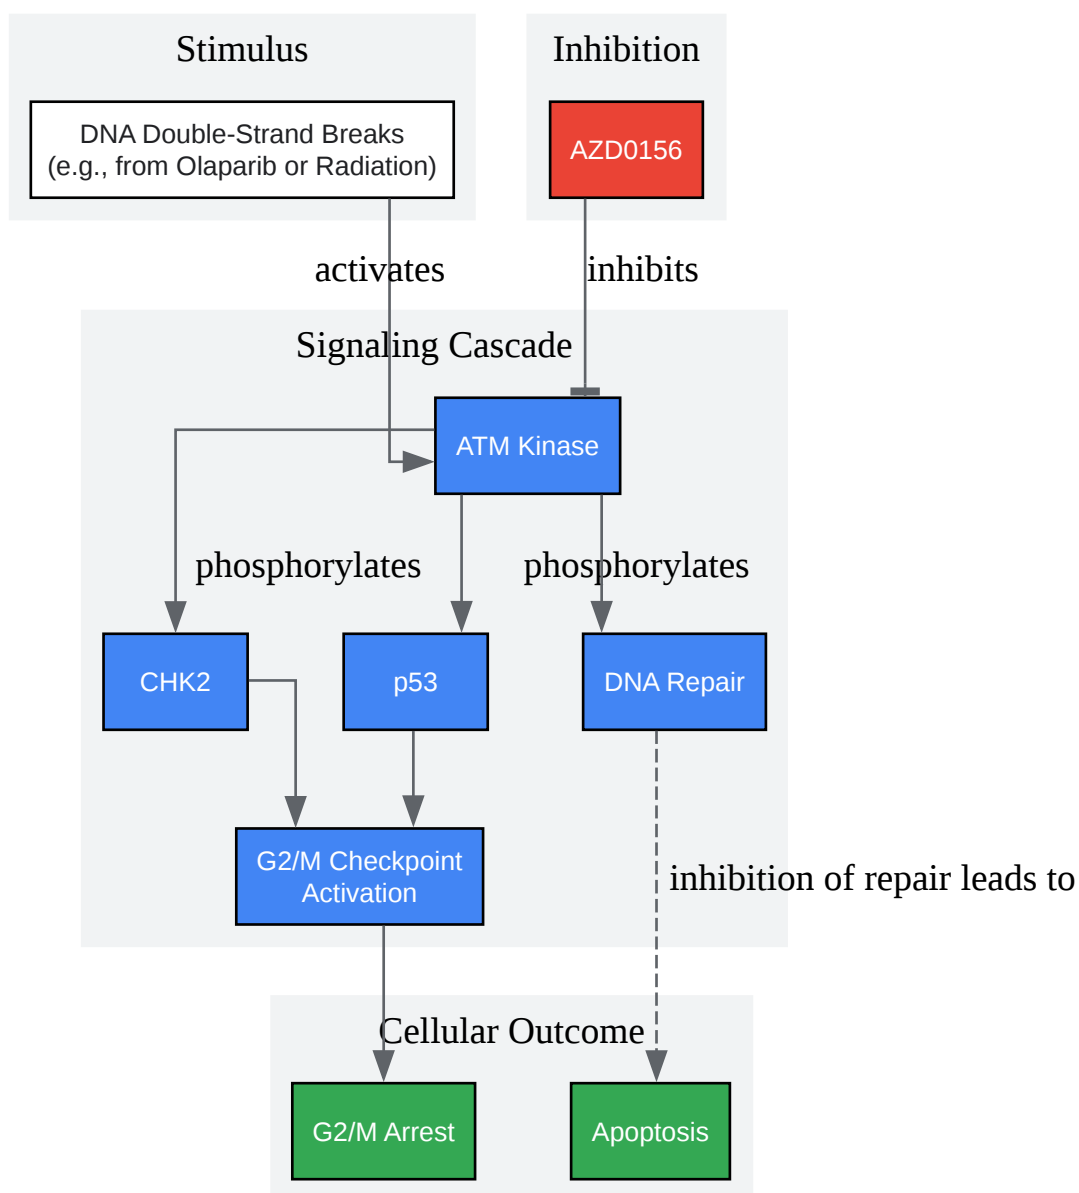 Stimulus
Inhibition
DNA Double-Strand Breaks
(e.g., from Olaparib or Radiation)
AZD0156
activates
inhibits
Signaling Cascade
ATM Kinase
phosphorylates
phosphorylates
CHK2
p53
DNA Repair
G2/M Checkpoint
Activation
inhibition of repair leads to
Cellular Outcome
G2/M Arrest
Apoptosis